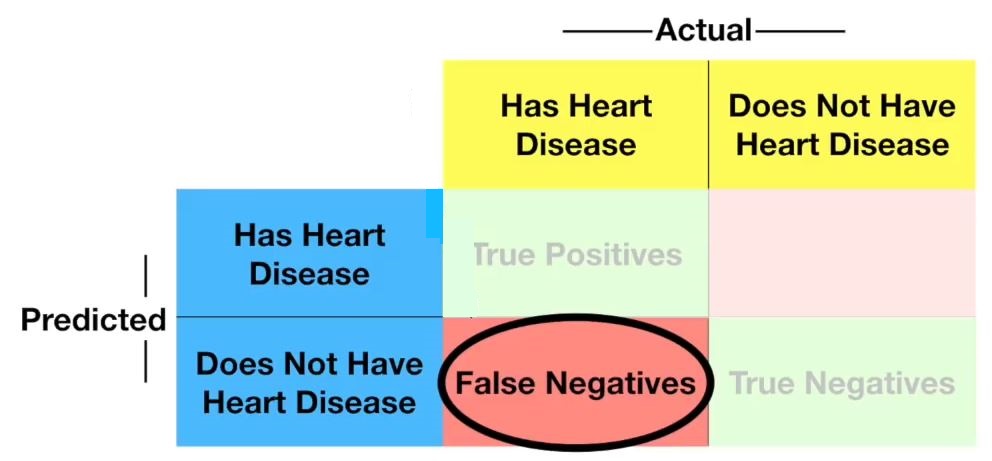 Actual
Has Heart
Disease
Does Not Have
Heart Disease
Has Heart
Disease
True Positives
Predicted
Does Not Have
Heart Disease
False Negatives
True Negatives